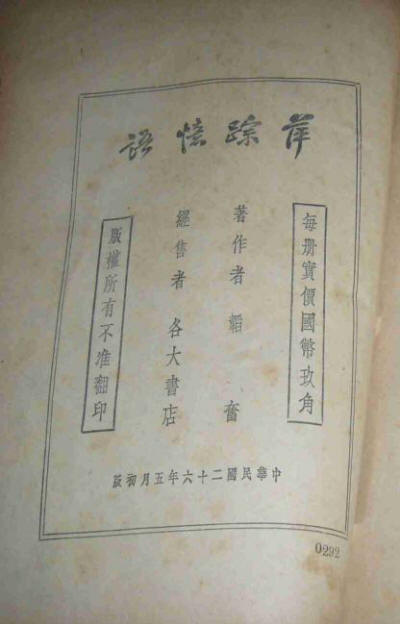 萍踪憶語
每册實價國幣玖角
著作者 韜奮
經售者 各大書店
版權所有不准翻印
中華民國二十六年五月初版
0292